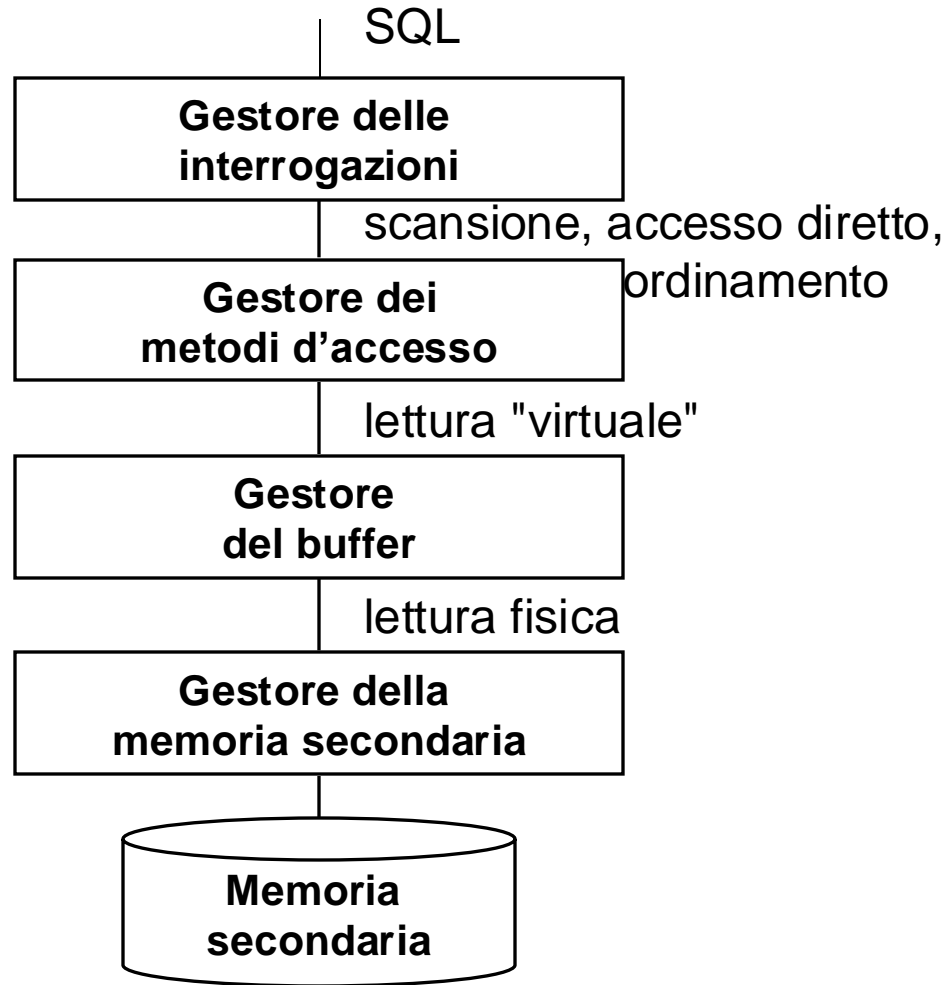 SQL
Gestore delle
interrogazioni
scansione, accesso diretto,
ordinamento
Gestore dei
metodi d’accesso
lettura "virtuale"
Gestore
del buffer
lettura fisica
Gestore della
memoria secondaria
Memoria
secondaria